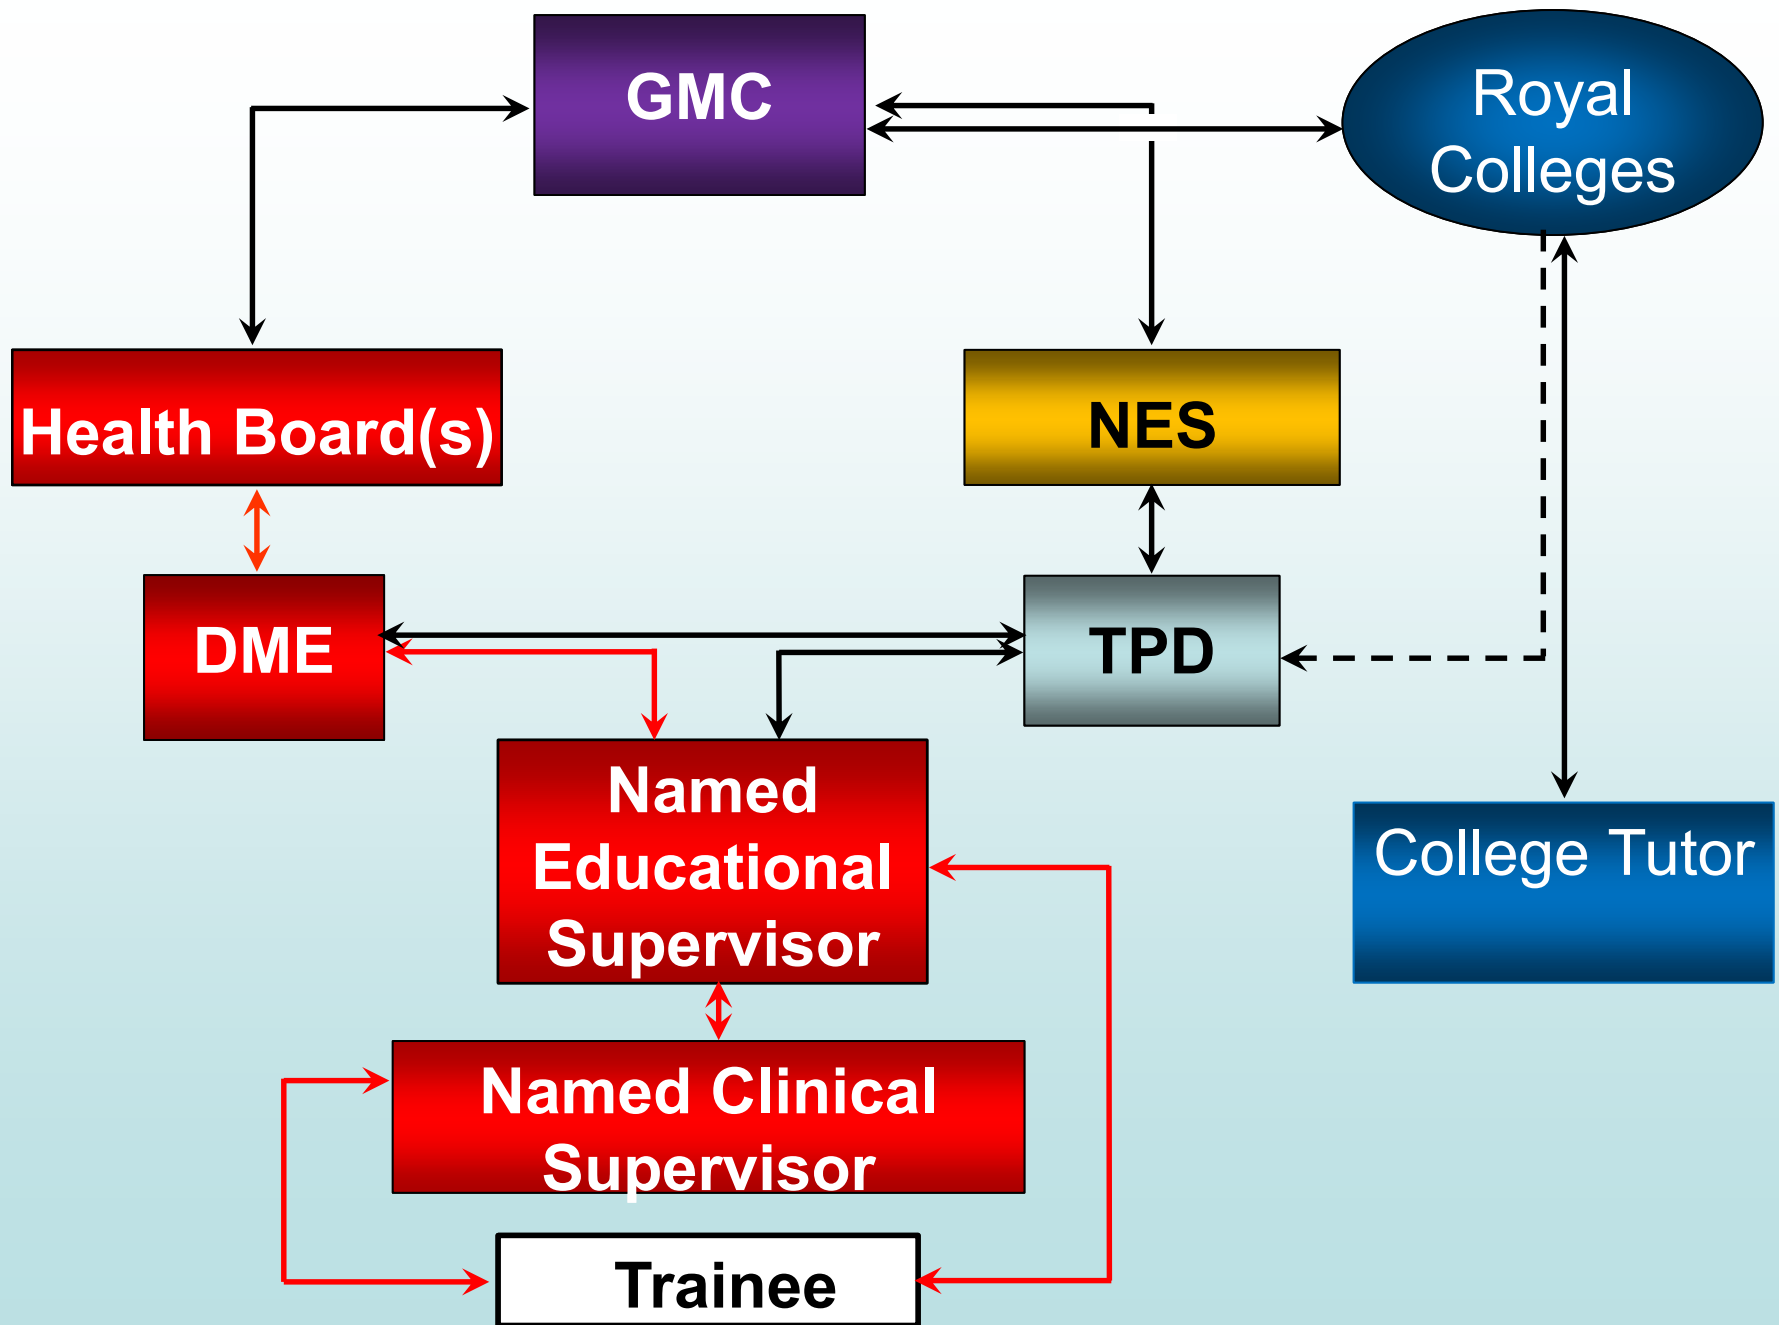 GMC
Royal
Colleges
Health Board(s)
NES
DME
TPD
Named
Educational
Supervisor
College Tutor
Named Clinical
Supervisor
Trainee